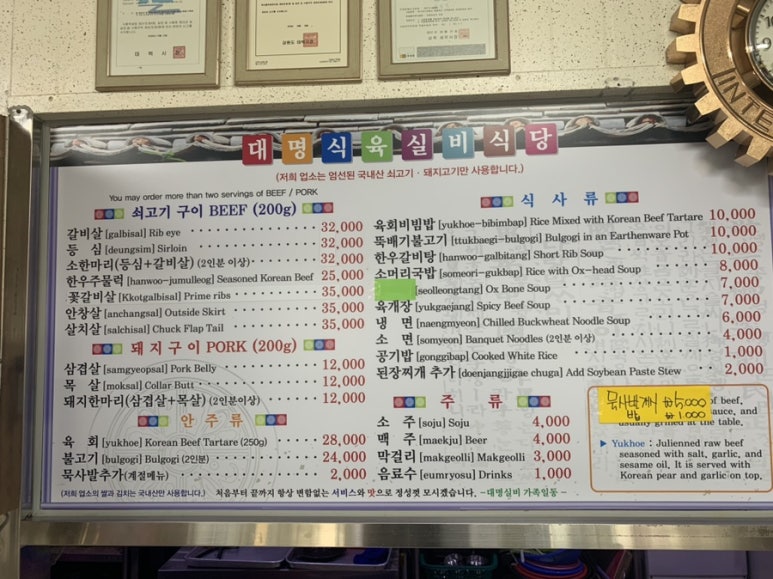 대명식육실비식당
(저희 업소는 엄선된 국내산 쇠고기 · 돼지고기만 사용합니다.)
You may order more than two servings of BEEF / PORK
쇠고기 구이 BEEF (200g)
갈비살 [galbisal] Rib eye 32,000
등 심 [deungsim] Sirloin 32,000
소한마리(등심+갈비살) (2인분 이상) 32,000
한우주물럭 [hanwoo-jumulleog] Seasoned Korean Beef 25,000
꽃갈비살 [Kkotgalbisal] Prime ribs 35,000
안창살 [anchangsal] Outside Skirt 35,000
살치살 [salchisal] Chuck Flap Tail 35,000
돼지구이 PORK (200g)
삼겹살 [samgyeopsal] Pork Belly 12,000
목 살 [moksal] Collar Butt 12,000
돼지한마리(삼겹살+목살) (2인분이상) 12,000
안 주 류
육 회 [yukhoe] Korean Beef Tartare (250g) 28,000
불고기 [bulgogi] Bulgogi (2인분) 24,000
묵사발추가(계절메뉴) 2,000
식 사 류
육회비빔밥 [yukhoe-bibimbap] Rice Mixed with Korean Beef Tartare 10,000
뚝배기불고기 [ttukbaegi-bulgogi] Bulgogi in an Earthenware Pot 10,000
한우갈비탕 [hanwoo-galbitang] Short Rib Soup 10,000
소머리국밥 [someori-gukbap] Rice with Ox-head Soup 8,000
[seolleongtang] Ox Bone Soup 7,000
육개장 [yukgaejang] Spicy Beef Soup 7,000
냉 면 [naengmyeon] Chilled Buckwheat Noodle Soup 6,000
소 면 [somyeon] Banquet Noodles (2인분 이상) 4,000
공기밥 [gonggibap] Cooked White Rice 1,000
된장찌개 추가 [doenjangjjigae chuga] Add Soybean Paste Stew 2,000
주 류
소 주 [soju] Soju 4,000
맥 주 [maekju] Beer 4,000
막걸리 [makgeolli] Makgeolli 3,000
음료수 [eumryosu] Drinks 1,000
₩5,000
밥 ₩1,000
of beef,
sauce, and
usually grilled at the table.
▶ Yukhoe : Julienned raw beef
seasoned with salt, garlic, and
sesame oil. It is served with
Korean pear and garlic on top.
(저희 업소의 쌀과 김치는 국내산만 사용합니다.) 처음부터 끝까지 항상 변함없는 서비스와 맛으로 정성껏 모시겠습니다. -대명실비 가족일동-